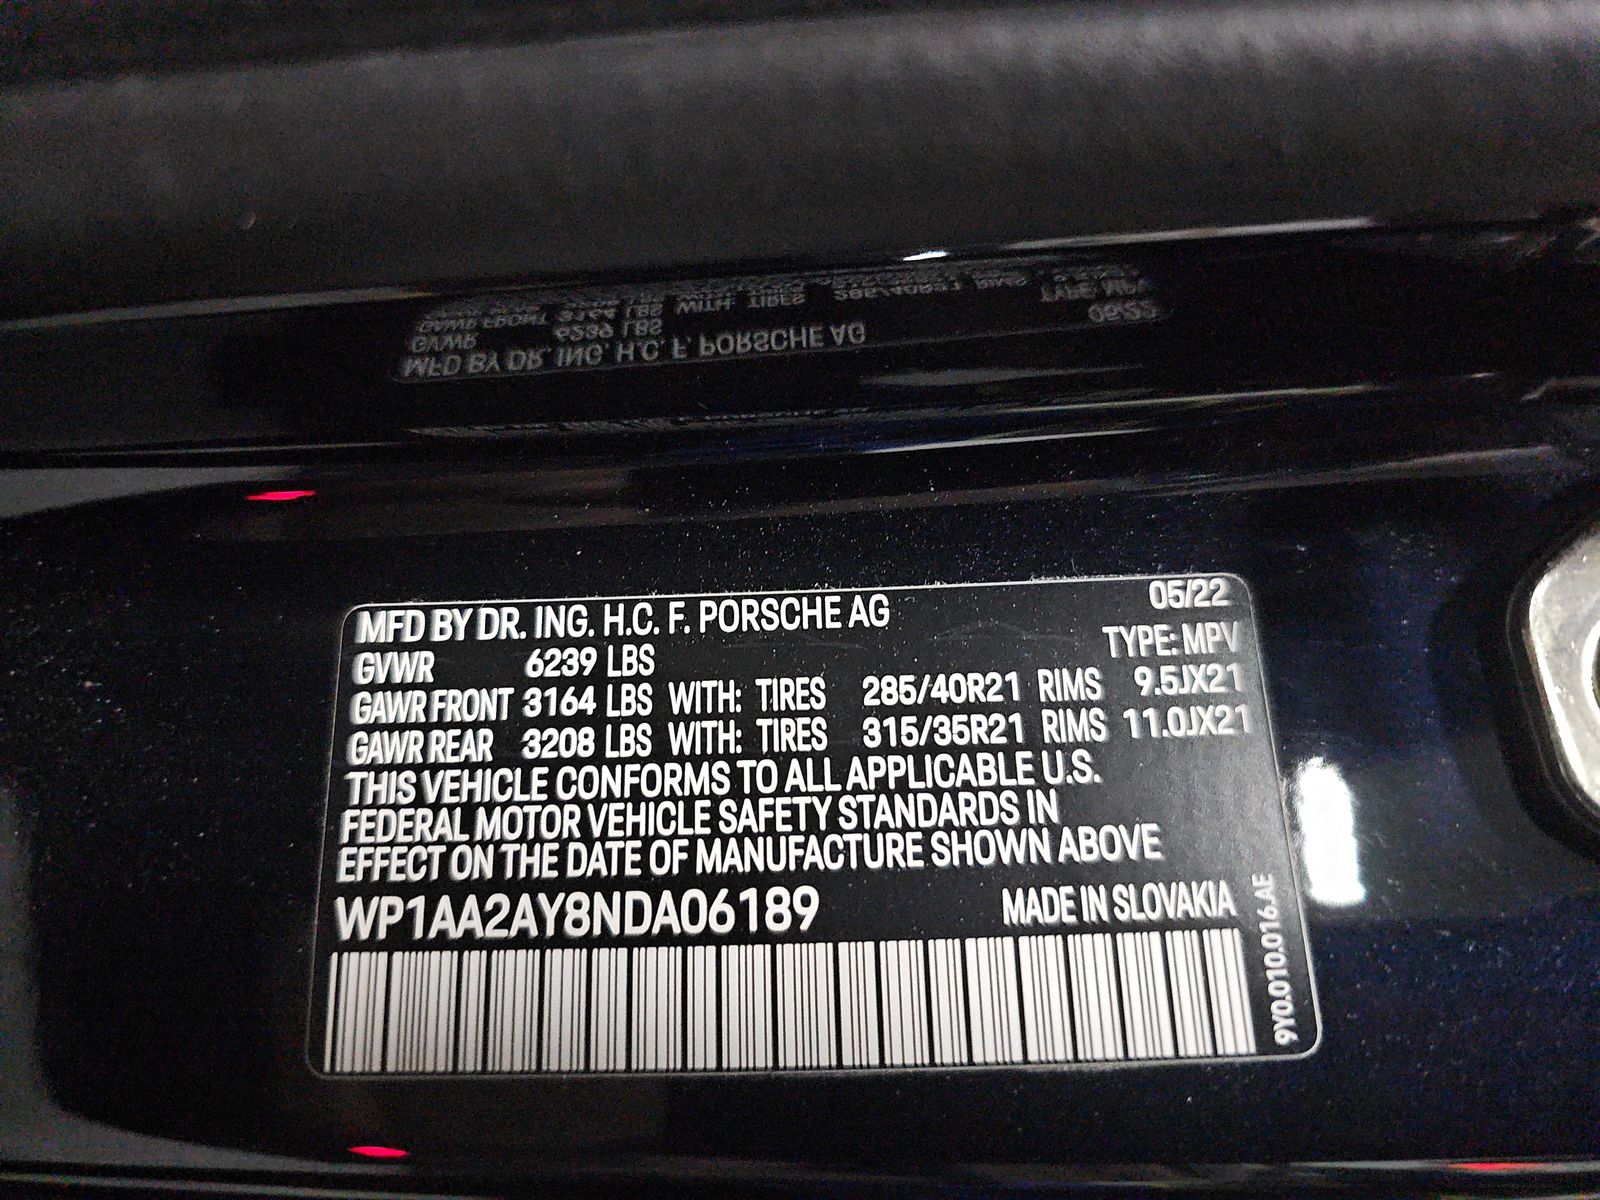 MFD BY DR. ING. H.C. F. PORSCHE AG 05/22
GVWR 6239 LBS TYPE: MPV
GAWR FRONT 3164 LBS WITH: TIRES 285/40R21 RIMS 9.5JX21
GAWR REAR 3208 LBS WITH: TIRES 315/35R21 RIMS 11.0JX21
THIS VEHICLE CONFORMS TO ALL APPLICABLE U.S.
FEDERAL MOTOR VEHICLE SAFETY STANDARDS IN
EFFECT ON THE DATE OF MANUFACTURE SHOWN ABOVE
WP1AA2AY8NDA06189 MADE IN SLOVAKIA
9Y0.010.016.AE